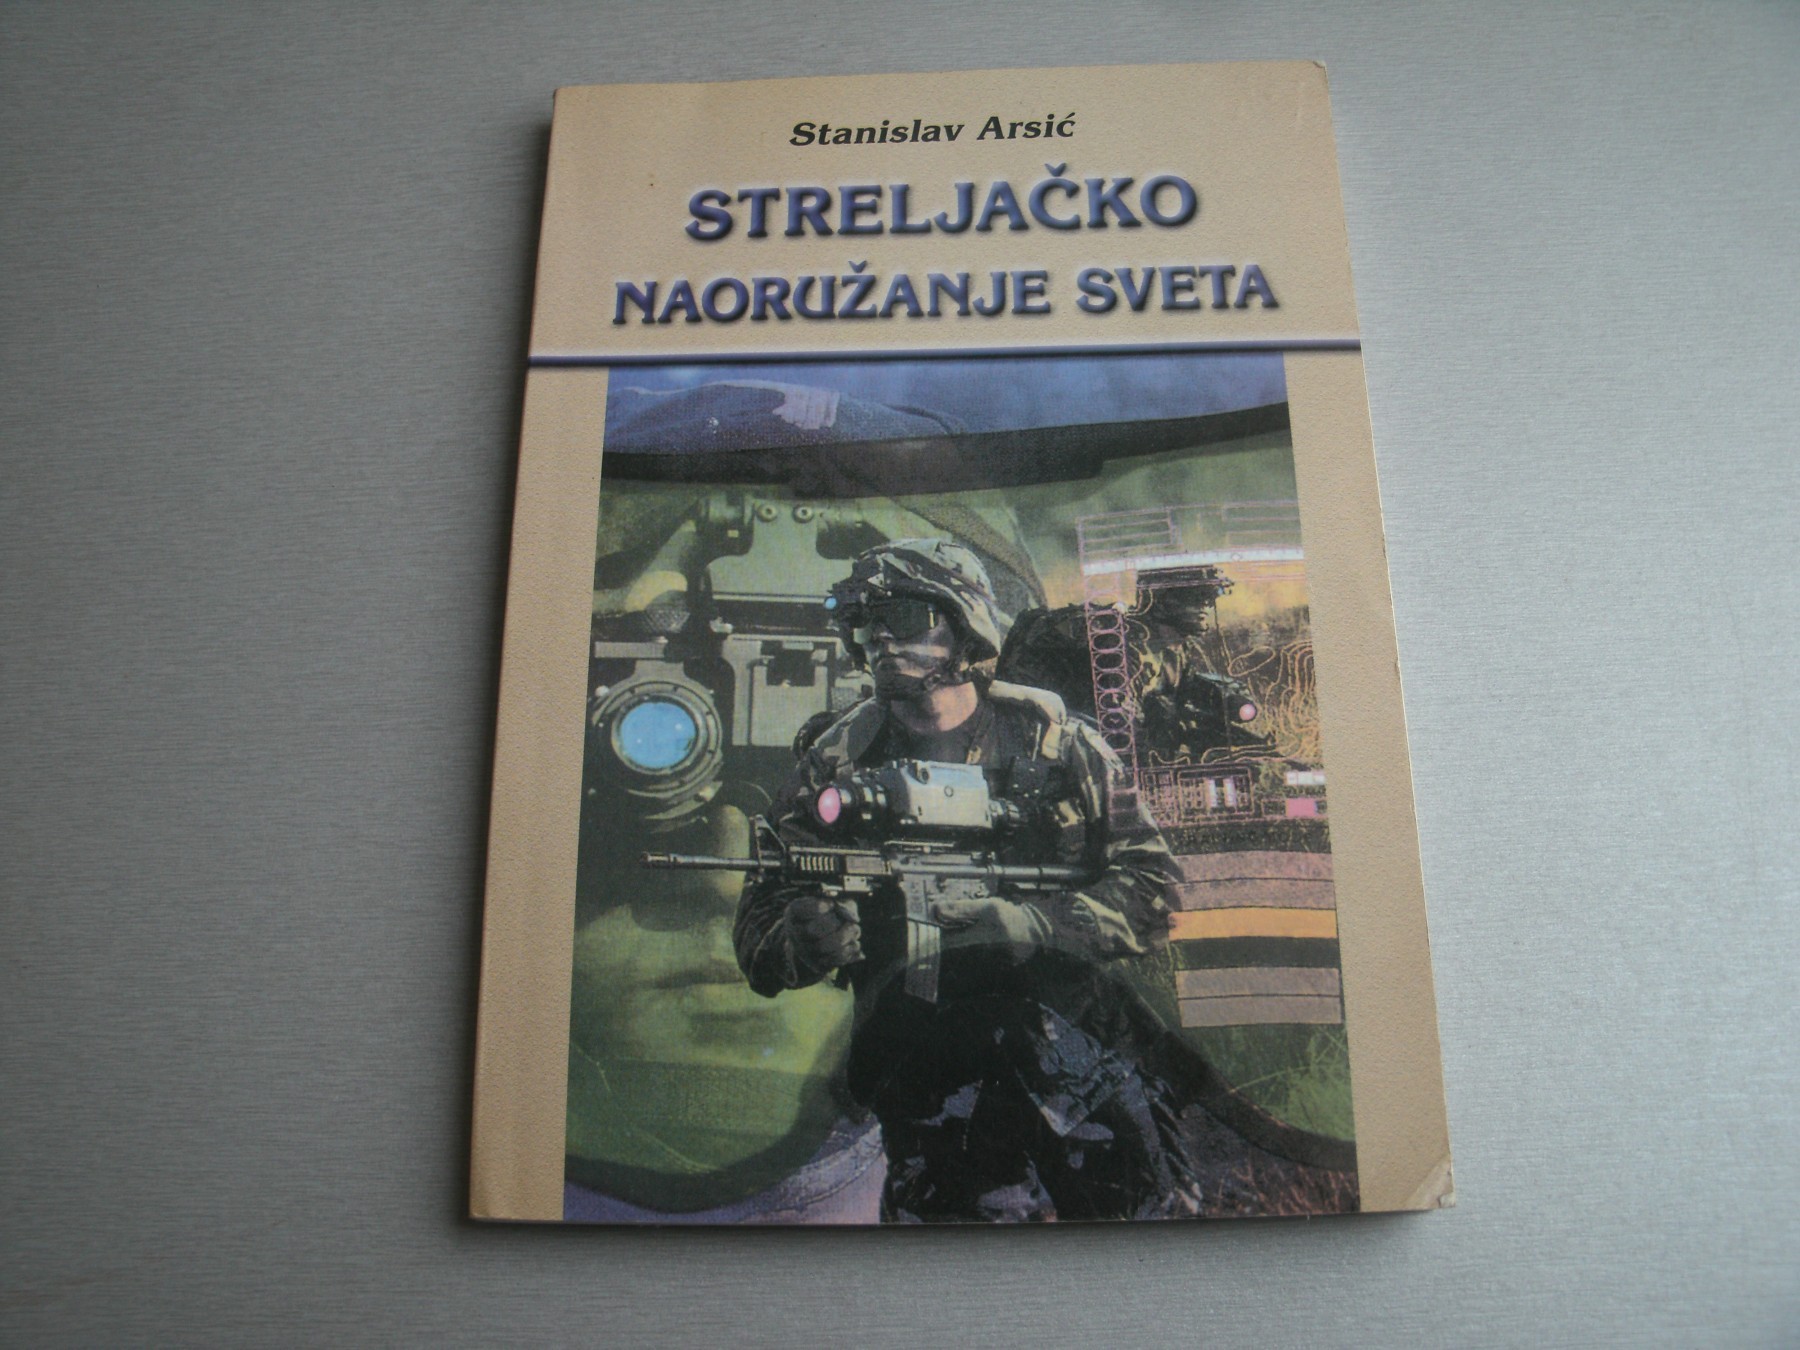 Stanislav Arsić
STRELJAČKO
NAORUŽANJE SVETA